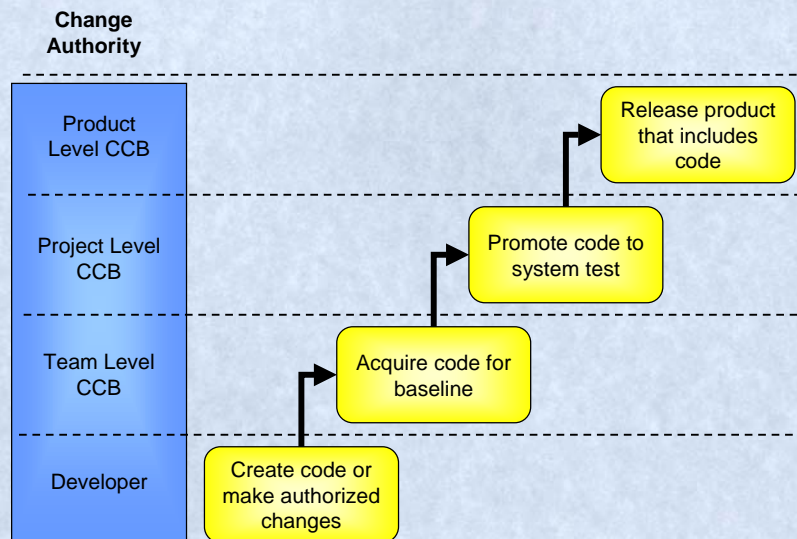 Change
Authority
Product
Level CCB
Release product
that includes
code
Project Level
CCB
Promote code to
system test
Team Level
CCB
Acquire code for
baseline
Developer
Create code or
make authorized
changes